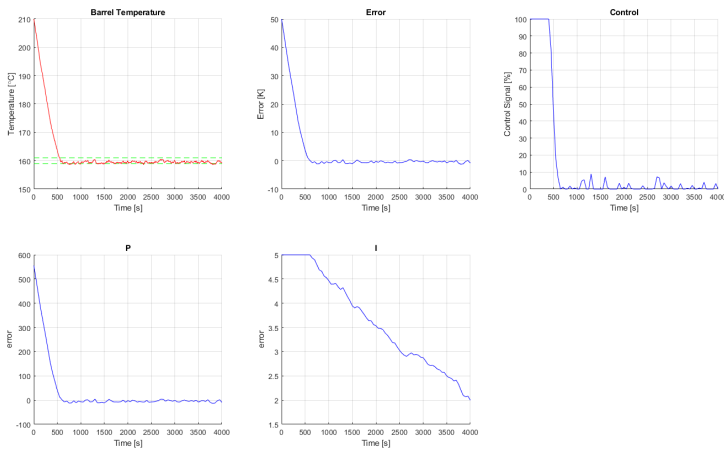 Barrel Temperature
Temperature [°C]
210
200
190
180
170
160
150
0 500 1000 1500 2000 2500 3000 3500 4000
Time [s]
Error
Error [K]
50
40
30
20
10
0
-10
0 500 1000 1500 2000 2500 3000 3500 4000
Time [s]
Control
Control Signal [%]
100
90
80
70
60
50
40
30
20
10
0
0 500 1000 1500 2000 2500 3000 3500 4000
Time [s]
P
error
600
500
400
300
200
100
0
-100
0 500 1000 1500 2000 2500 3000 3500 4000
Time [s]
I
error
5
4.5
4
3.5
3
2.5
2
1.5
0 500 1000 1500 2000 2500 3000 3500 4000
Time [s]